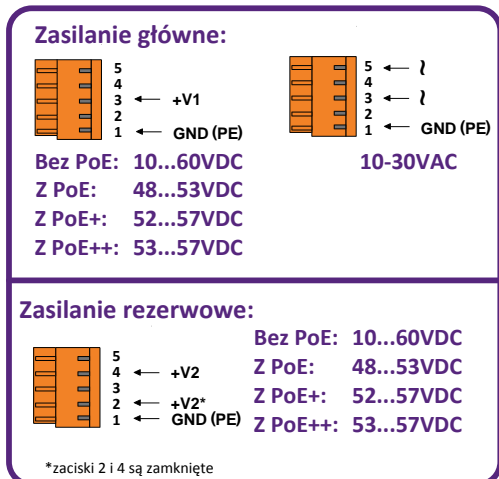 Zasilanie główne:
5
4
3 +V1
2
1 GND (PE)
Bez PoE: 10...60VDC
Z PoE: 48...53VDC
Z PoE+: 52...57VDC
Z PoE++: 53...57VDC
5 ~
4
3 ~
2
1 GND (PE)
10-30VAC
Zasilanie rezerwowe:
5
4 +V2
3
2 +V2*
1 GND (PE)
*zaciski 2 i 4 są zamknięte
Bez PoE: 10...60VDC
Z PoE: 48...53VDC
Z PoE+: 52...57VDC
Z PoE++: 53...57VDC